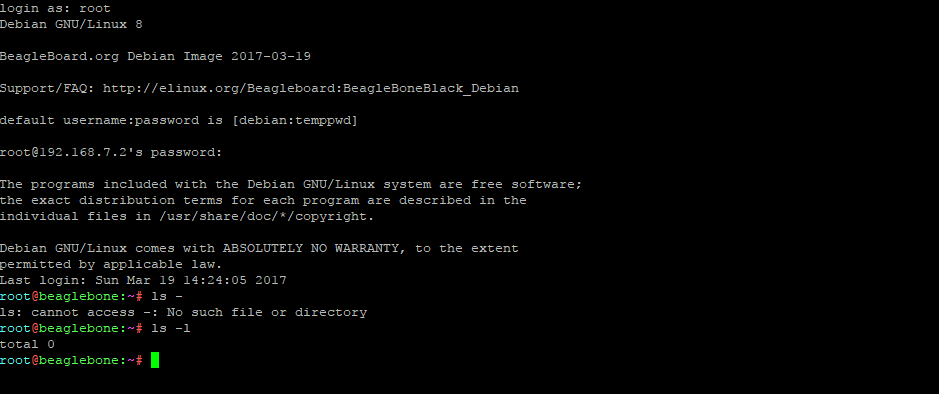 login as: root
Debian GNU/Linux 8
BeagleBoard.org Debian Image 2017-03-19
Support/FAQ: http://elinux.org/Beagleboard:BeagleBoneBlack_Debian
default username:password is [debian:temppwd]
root@192.168.7.2's password:
The programs included with the Debian GNU/Linux system are free software;
the exact distribution terms for each program are described in the
individual files in /usr/share/doc/*/copyright.
Debian GNU/Linux comes with ABSOLUTELY NO WARRANTY, to the extent
permitted by applicable law.
Last login: Sun Mar 19 14:24:05 2017
root@beaglebone:~# ls -
ls: cannot access -: No such file or directory
root@beaglebone:~# ls -l
total 0
root@beaglebone:~#